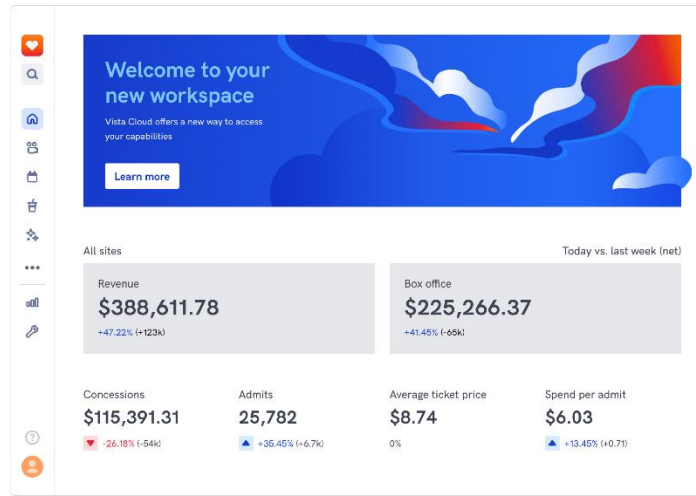 Welcome to your
new workspace
Vista Cloud offers a new way to access
your capabilities
Learn more
All sites
Today vs. last week (net)
Revenue
$388,611.78
+47.22% (+123k)
Box office
$225,266.37
+41.45% (-65k)
Concessions
$115,391.31
-26.18% (-54k)
Admits
25,782
+35.45% (+6.7k)
Average ticket price
$8.74
0%
Spend per admit
$6.03
+13.45% (+0.71)